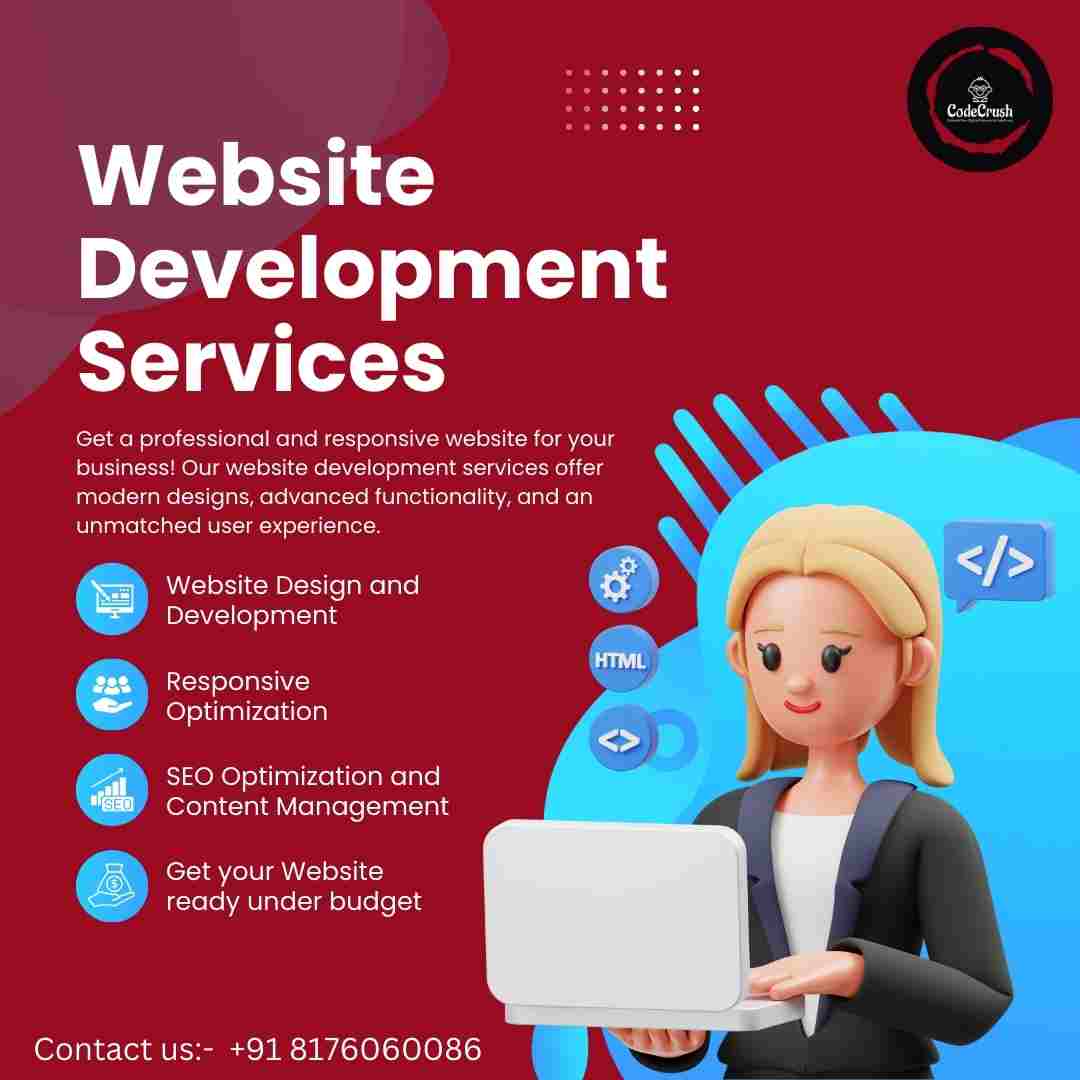 CodeCrush
Website
Development
Services
Get a professional and responsive website for your
business! Our website development services offer
modern designs, advanced functionality, and an
unmatched user experience.
Website Design and
Development
Responsive
Optimization
SEO
SEO Optimization and
Content Management
$
Get your Website
ready under budget
HTML
<>
</>
Contact us:- +91 8176060086